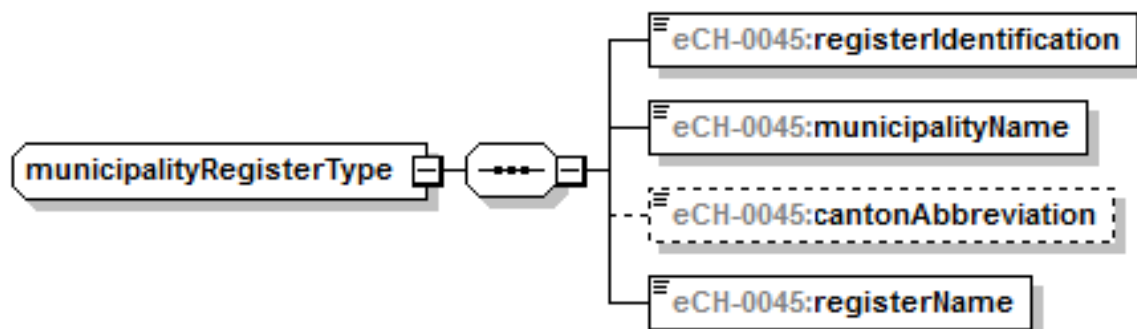 eCH-0045:registerIdentification
eCH-0045:municipalityName
municipalityRegisterType
eCH-0045:cantonAbbreviation
eCH-0045:registerName